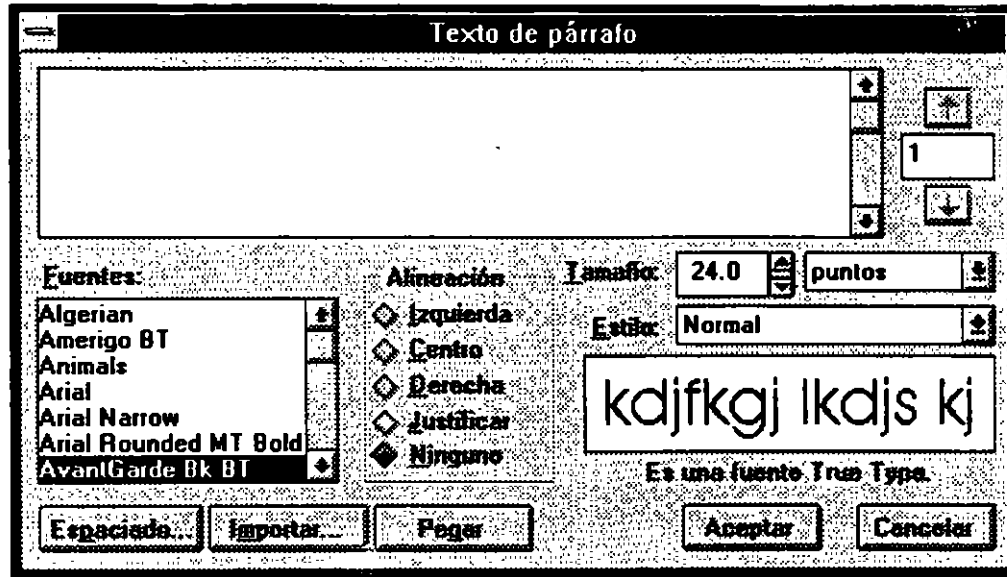 Texto de párrafo
1
Fuentes:
Algerian
Amerigo BT
Animals
Arial
Arial Narrow
Arial Rounded MT Bold
AvantGarde Bk BT
Alineación
Izquierda
Centro
Derecha
Justificar
Ninguno
Tamaño: 24.0 puntos
Estilo: Normal
kdjfkgj lkdjs kj
Es una fuente True Type.
Espaciado... Importar... Pegar Aceptar Cancelar